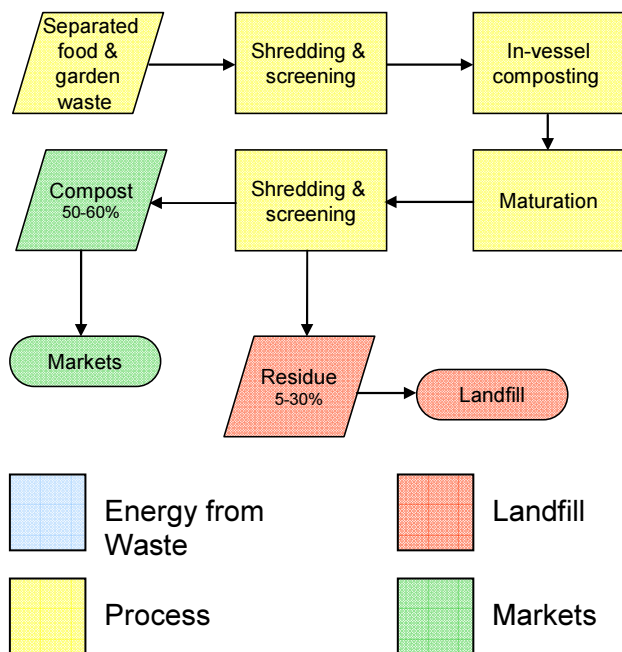 Separated
food &
garden
waste
Shredding &
screening
In-vessel
composting
Compost
50-60%
Shredding &
screening
Maturation
Markets
Residue
5-30%
Landfill
Energy from
Waste
Landfill
Process
Markets